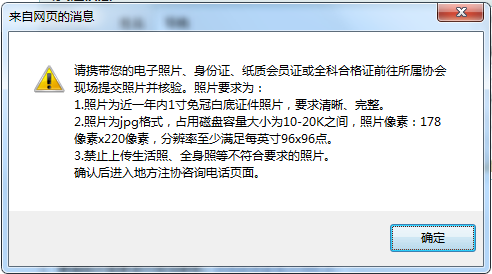 来自网页的消息
请携带您的电子照片、身份证、纸质会员证或全科合格证前往所属协会
现场提交照片并核验。照片要求为：
1.照片为近一年内1寸免冠白底证件照片，要求清晰、完整。
2.照片为jpg格式，占用磁盘容量大小为10-20K之间，照片像素：178
像素x220像素，分辨率至少满足每英寸96x96点。
3.禁止上传生活照、全身照等不符合要求的照片。
确认后进入地方注协咨询电话页面。
确定